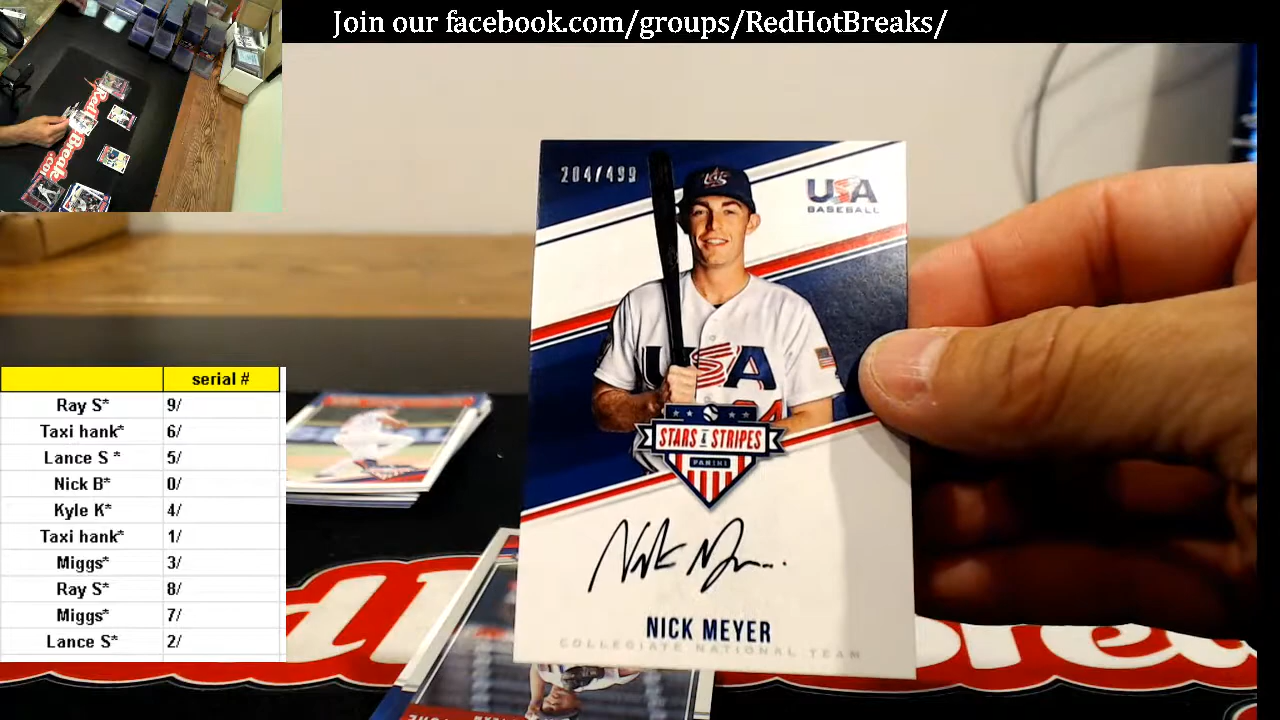 Join our facebook.com/groups/RedHotBreaks/
204/499
USA
BASEBALL
USA
STARS & STRIPES
PANINI
Nick M
NICK MEYER
COLLEGIATE NATIONAL TEAM
serial #
Ray S* 9/
Taxi hank* 6/
Lance S * 5/
Nick B* 0/
Kyle K* 4/
Taxi hank* 1/
Miggs* 3/
Ray S* 8/
Miggs* 7/
Lance S* 2/